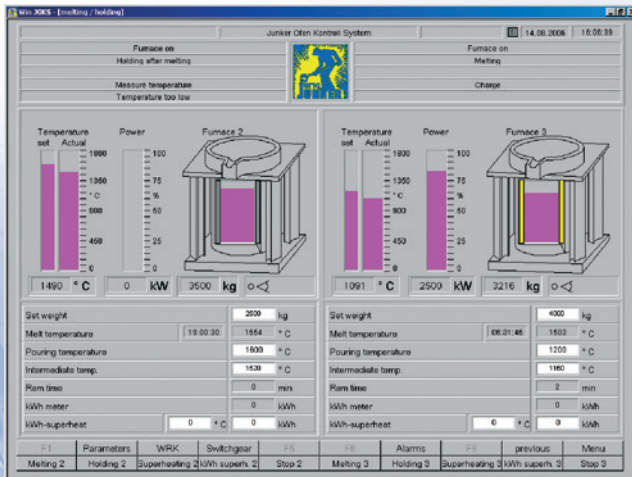 Win JOKS - [melting / holding]
Junker Ofen Kontroll System 14.08.2006 16:06:39
Furnace on
Holding after melting
Measure temperature
Temperature too low
OTTO
JUNKER
Furnace on
Melting
Charge
Temperature Power Furnace 2
set Actual
1800 100
1350 75
° C %
900 50
450 25
0 0
1490 ° C 0 kW 3500 kg
Temperature Power Furnace 3
set Actual
1800 100
1350 75
° C %
900 50
450 25
0 0
1091 ° C 2500 kW 3216 kg
Set weight 2500 kg
Melt temperature 19:00:30 1554 ° C
Pouring temperature 1600 ° C
Intermediate temp. 1520 ° C
Rem time 0 min
kWh meter 0 kWh
kWh-superheat 0 ° C 0 kWh
Set weight 4000 kg
Melt temperature 06:31:46 1503 ° C
Pouring temperature 1200 ° C
Intermediate temp. 1160 ° C
Rem time 2 min
kWh meter 0 kWh
kWh-superheat 0 ° C 0 kWh
F1 Parameters WRK Switchgear F5 F6 Alarms F8 previous Menu
Melting 2 Holding 2 Superheating 2 kWh superh. 2 Stop 2 Melting 3 Holding 3 Superheating 3 kWh superh. 3 Stop 3